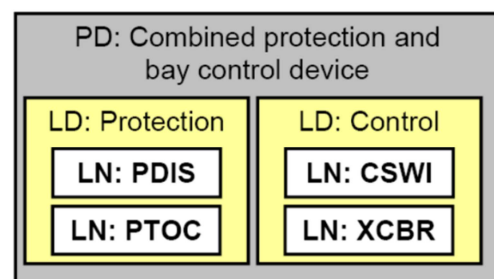 PD: Combined protection and
bay control device
LD: Protection
LN: PDIS
LN: PTOC
LD: Control
LN: CSWI
LN: XCBR